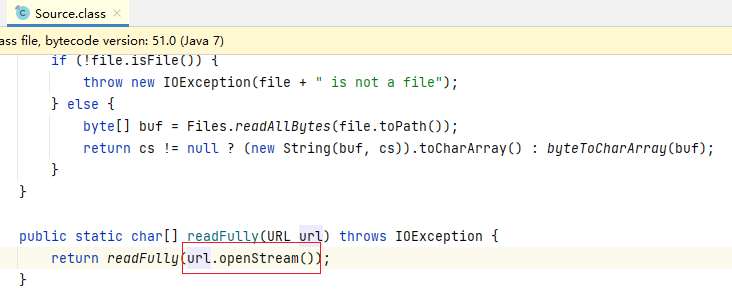 Source.class
ass file, bytecode version: 51.0 (Java 7)
if (!file.isFile()) {
throw new IOException(file + " is not a file");
} else {
byte[] buf = Files.readAllBytes(file.toPath());
return cs != null ? (new String(buf, cs)).toCharArray() : byteToCharArray(buf);
}
}
public static char[] readFully(URL url) throws IOException {
return readFully(url.openStream());
}